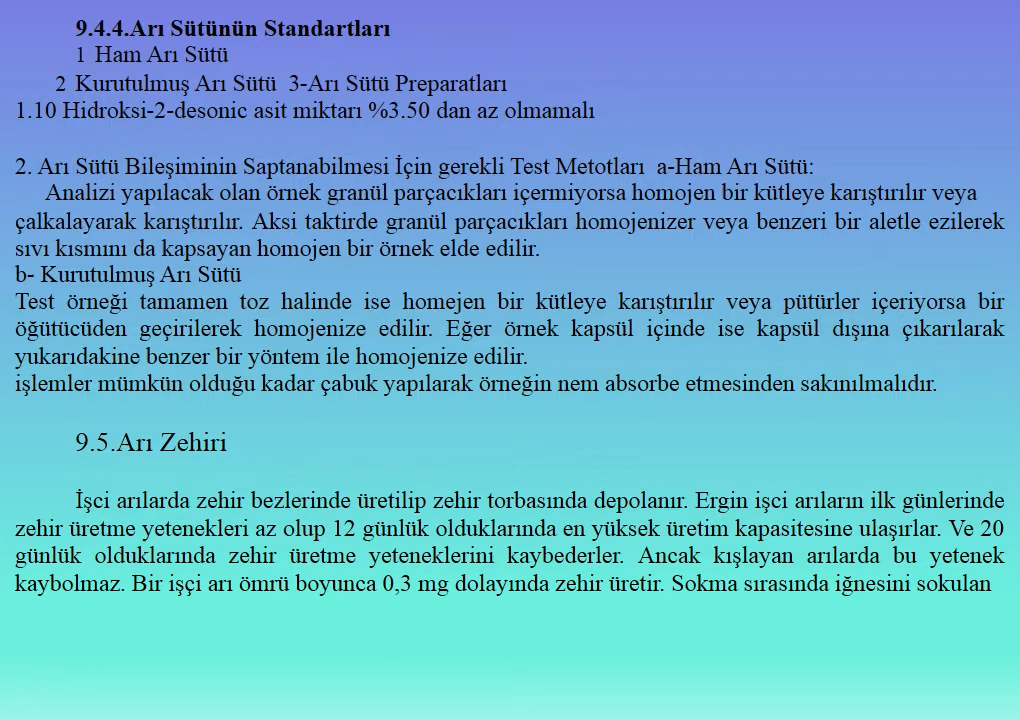 9.4.4.Arı Sütünün Standartları
1 Ham Arı Sütü
2 Kurutulmuş Arı Sütü 3-Arı Sütü Preparatları
1.10 Hidroksi-2-desonic asit miktarı %3.50 dan az olmamalı
2. Arı Sütü Bileşiminin Saptanabilmesi İçin gerekli Test Metotları a-Ham Arı Sütü:
Analizi yapılacak olan örnek granül parçacıkları içermiyorsa homojen bir kütleye karıştırılır veya
çalkalayarak karıştırılır. Aksi taktirde granül parçacıkları homojenizer veya benzeri bir aletle ezilerek
sıvı kısmını da kapsayan homojen bir örnek elde edilir.
b- Kurutulmuş Arı Sütü
Test örneği tamamen toz halinde ise homejen bir kütleye karıştırılır veya pütürler içeriyorsa bir
öğütücüden geçirilerek homojenize edilir. Eğer örnek kapsül içinde ise kapsül dışına çıkarılarak
yukarıdakine benzer bir yöntem ile homojenize edilir.
işlemler mümkün olduğu kadar çabuk yapılarak örneğin nem absorbe etmesinden sakınılmalıdır.
9.5.Arı Zehiri
İşci arılarda zehir bezlerinde üretilip zehir torbasında depolanır. Ergin işci arıların ilk günlerinde
zehir üretme yetenekleri az olup 12 günlük olduklarında en yüksek üretim kapasitesine ulaşırlar. Ve 20
günlük olduklarında zehir üretme yeteneklerini kaybederler. Ancak kışlayan arılarda bu yetenek
kaybolmaz. Bir işçi arı ömrü boyunca 0,3 mg dolayında zehir üretir. Sokma sırasında iğnesini sokulan